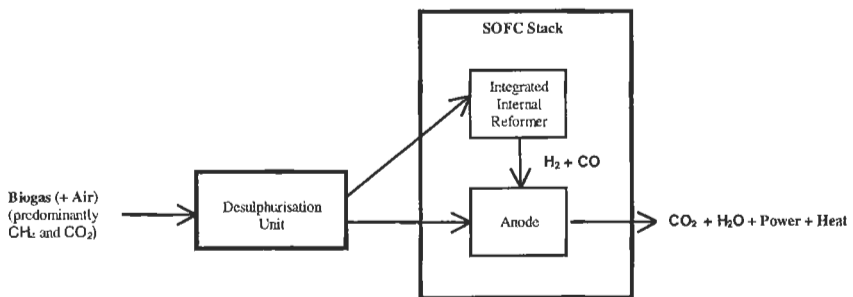 SOFC Stack
Integrated
Internal
Reformer
H₂ + CO
Biogas (+ Air)
(predominantly
CH₄ and CO₂)
Desulphurisation
Unit
Anode
CO₂ + H₂O + Power + Heat